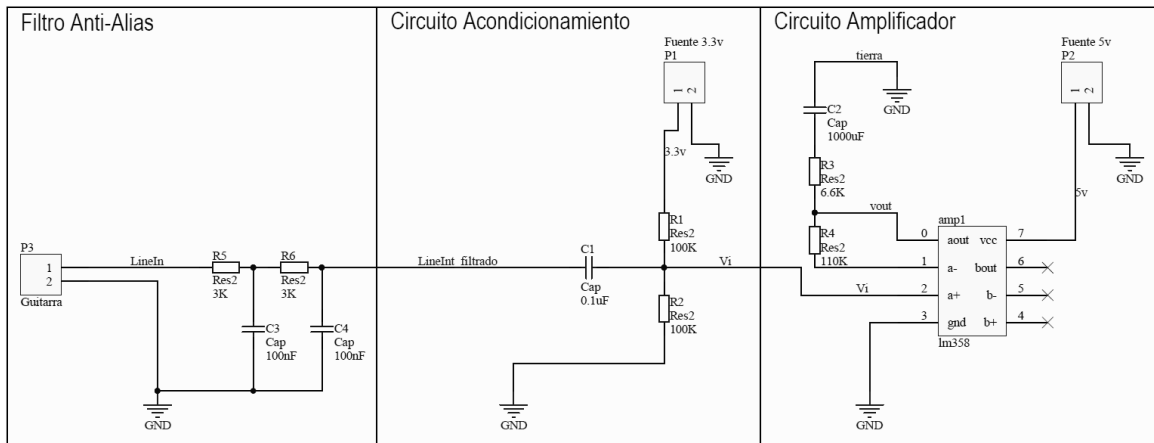 Filtro Anti-Alias
Circuito Acondicionamiento
Circuito Amplificador
P3
1
2
Guitarra
LineIn
R5
Res2
3K
R6
Res2
3K
C3
Cap
100nF
C4
Cap
100nF
GND
LineInt_filtrado
C1
Cap
0.1uF
Fuente 3.3v
P1
1
2
3.3v
GND
R1
Res2
100K
Vi
R2
Res2
100K
GND
tierra
GND
C2
Cap
1000uF
R3
Res2
6.6K
vout
R4
Res2
110K
Vi
Fuente 5v
P2
1
2
GND
5v
amp1
0 aout vcc 7
1 a- bout 6
2 a+ b- 5
3 gnd b+ 4
lm358
GND